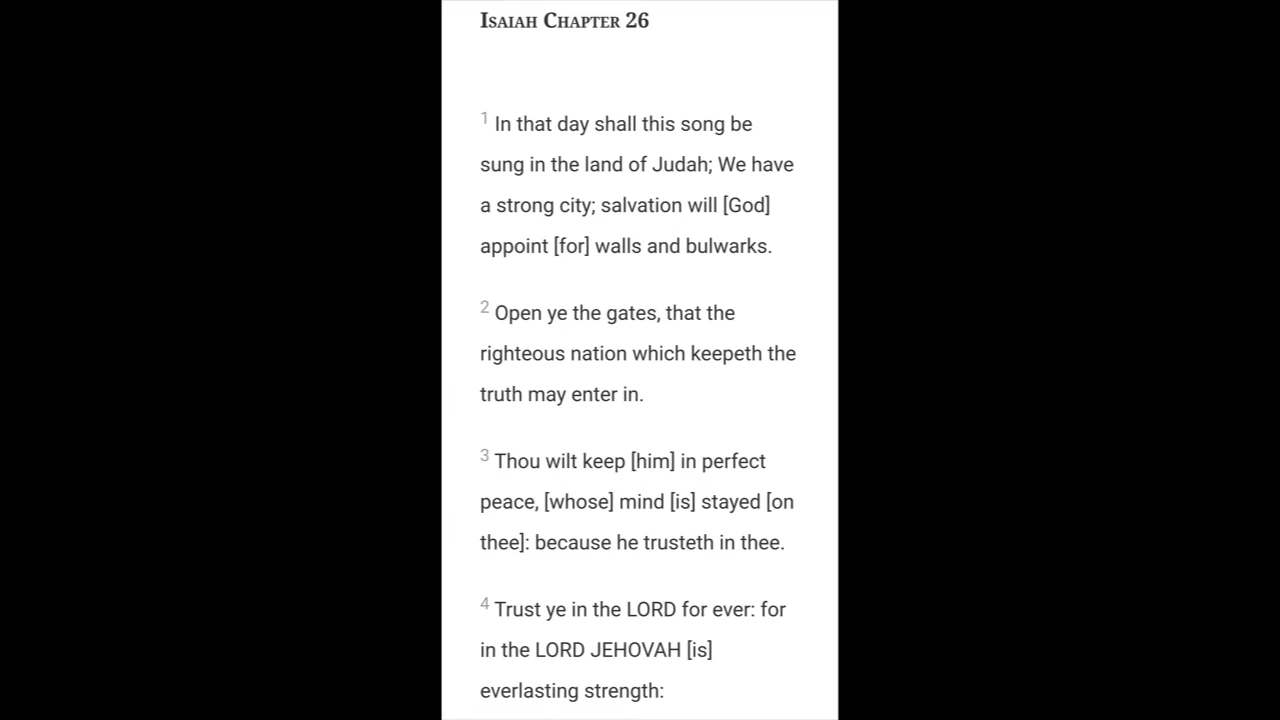 Isaiah Chapter 26
1 In that day shall this song be
sung in the land of Judah; We have
a strong city; salvation will [God]
appoint [for] walls and bulwarks.
2 Open ye the gates, that the
righteous nation which keepeth the
truth may enter in.
3 Thou wilt keep [him] in perfect
peace, [whose] mind [is] stayed [on
thee]: because he trusteth in thee.
4 Trust ye in the LORD for ever: for
in the LORD JEHOVAH [is]
everlasting strength: